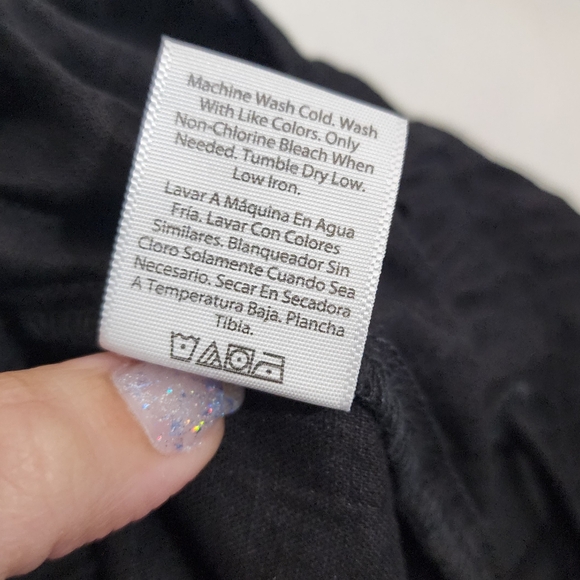 Machine Wash Cold. Wash
With Like Colors. Only
Non-Chlorine Bleach When
Needed. Tumble Dry Low.
Low Iron.
Lavar A Máquina En Agua
Fría. Lavar Con Colores
Similares. Blanqueador Sin
Cloro Solamente Cuando Sea
Necesario. Secar En Secadora
A Temperatura Baja. Plancha
Tibia.